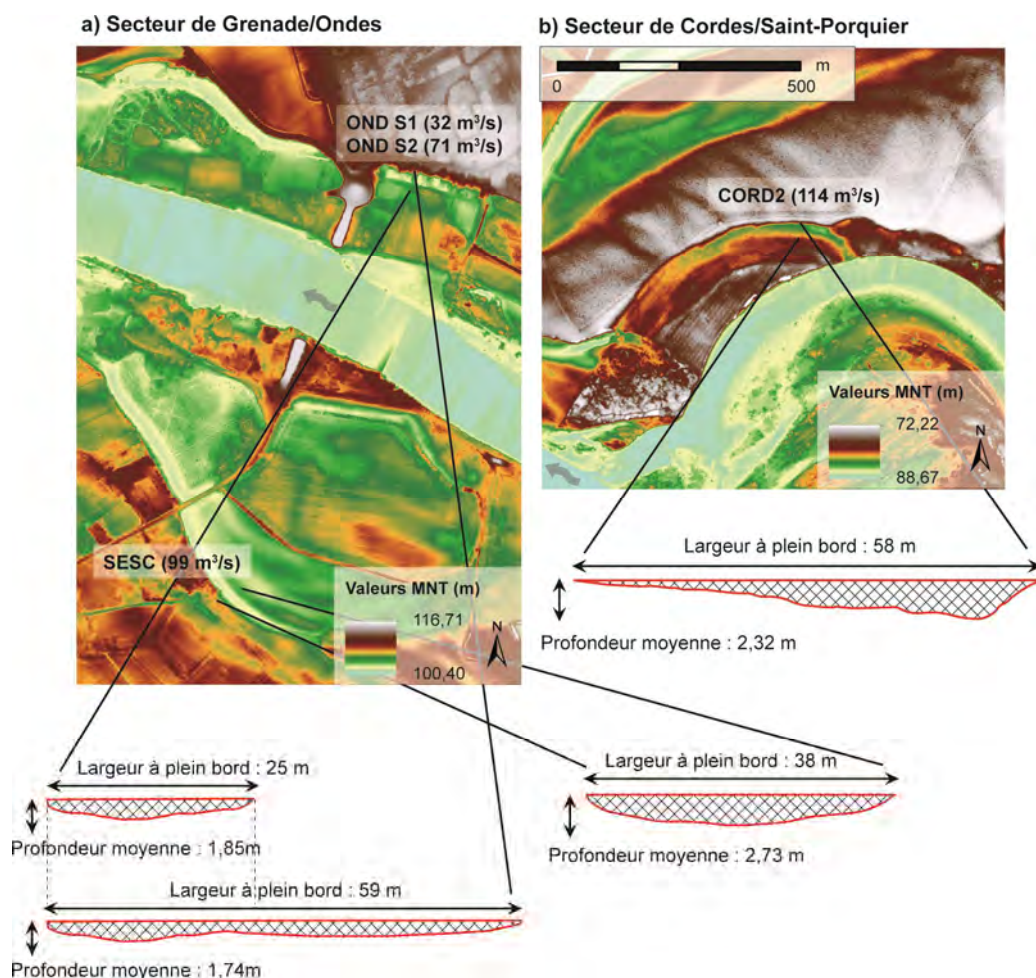 a) Secteur de Grenade/Ondes
b) Secteur de Cordes/Saint-Porquier
m
0
500
OND S1 (32 m³/s)
OND S2 (71 m³/s)
CORD2 (114 m³/s)
Valeurs MNT (m)
72,22
N
88,67
SESC (99 m³/s)
Valeurs MNT (m)
116,71
N
100,40
Largeur à plein bord : 58 m
Profondeur moyenne : 2,32 m
Largeur à plein bord : 25 m
Profondeur moyenne : 1,85m
Largeur à plein bord : 38 m
Profondeur moyenne : 2,73 m
Largeur à plein bord : 59 m
Profondeur moyenne : 1,74m